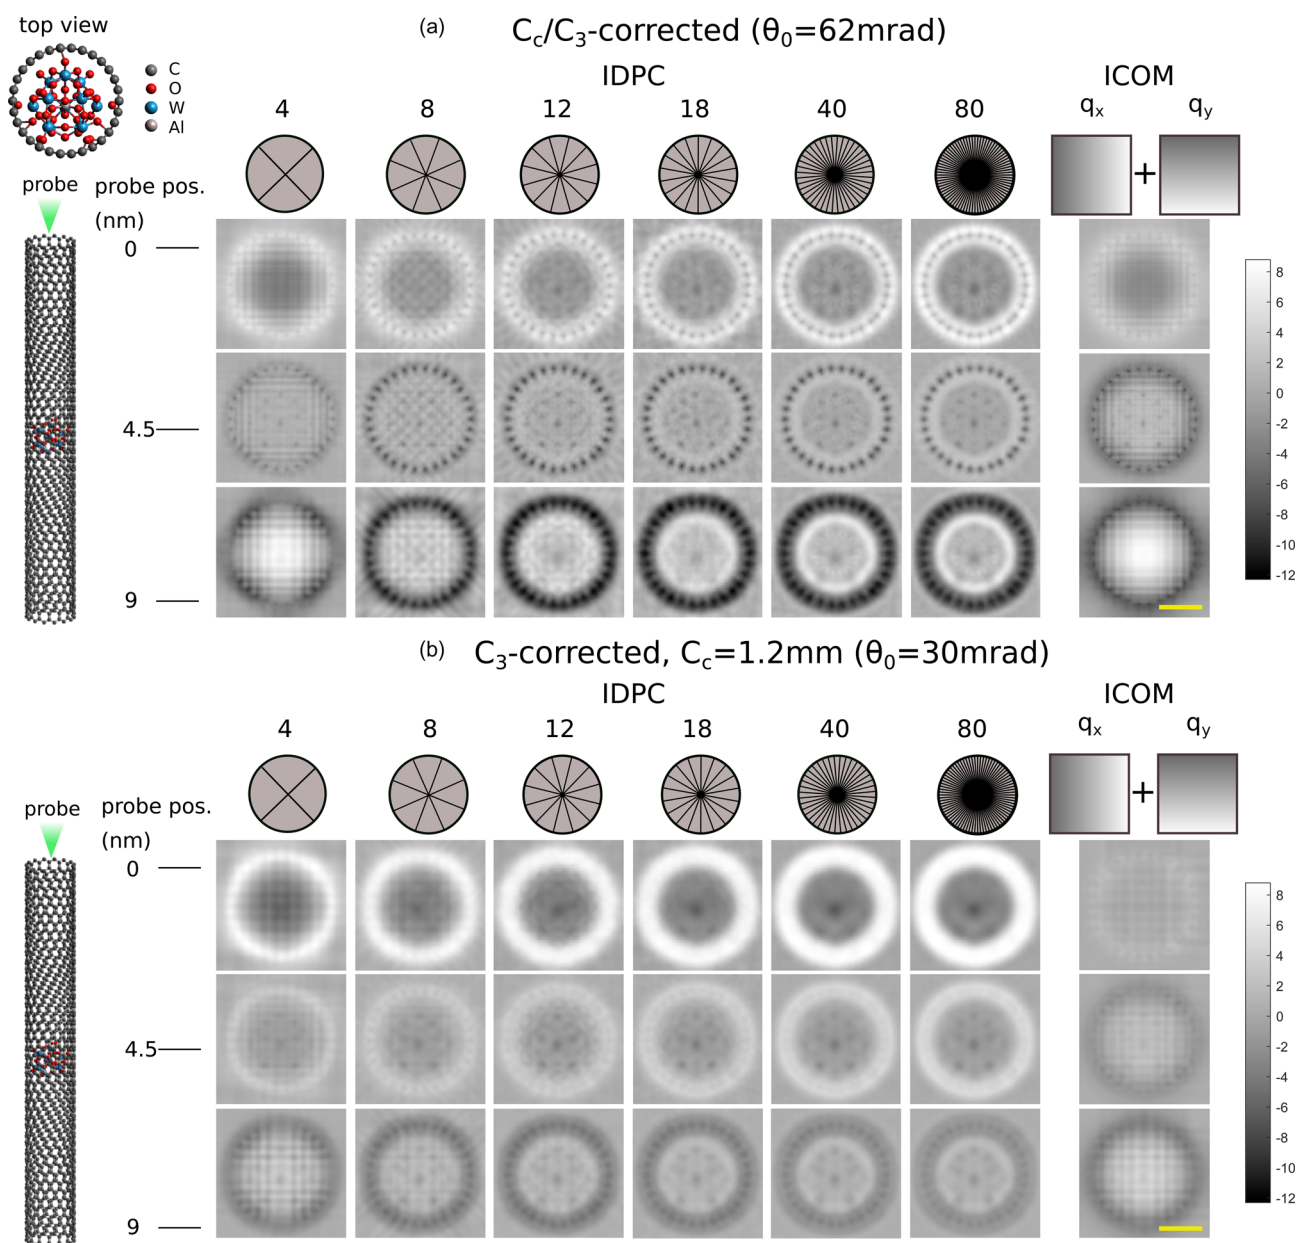 top view
C
O
W
Al
(a) Cc/C3-corrected (θ0=62mrad)
IDPC ICOM
4 8 12 18 40 80 qx qy
+
probe probe pos.
(nm)
0
4.5
9
8
6
4
2
0
-2
-4
-6
-8
-10
-12
(b) C3-corrected, Cc=1.2mm (θ0=30mrad)
IDPC ICOM
4 8 12 18 40 80 qx qy
+
probe probe pos.
(nm)
0
4.5
9
8
6
4
2
0
-2
-4
-6
-8
-10
-12